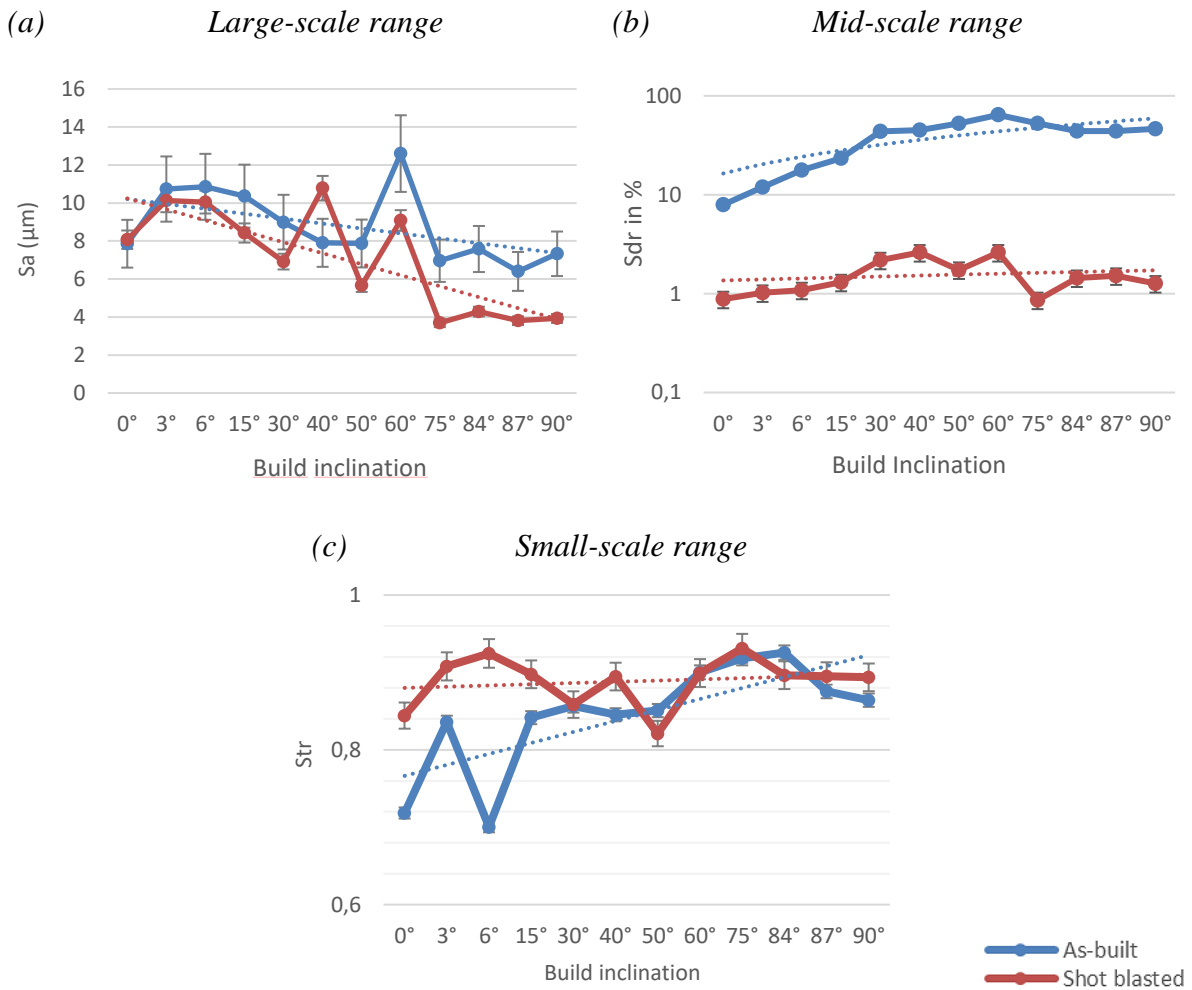 (a) Large-scale range
(b) Mid-scale range
16
14
12
10
8
6
4
2
0
Sa (µm)
0° 3° 6° 15° 30° 40° 50° 60° 75° 84° 87° 90°
Build inclination
100
10
1
0,1
Sdr in %
0° 3° 6° 15° 30° 40° 50° 60° 75° 84° 87° 90°
Build Inclination
(c) Small-scale range
1
0,8
0,6
Str
0° 3° 6° 15° 30° 40° 50° 60° 75° 84° 87° 90°
Build inclination
As-built
Shot blasted